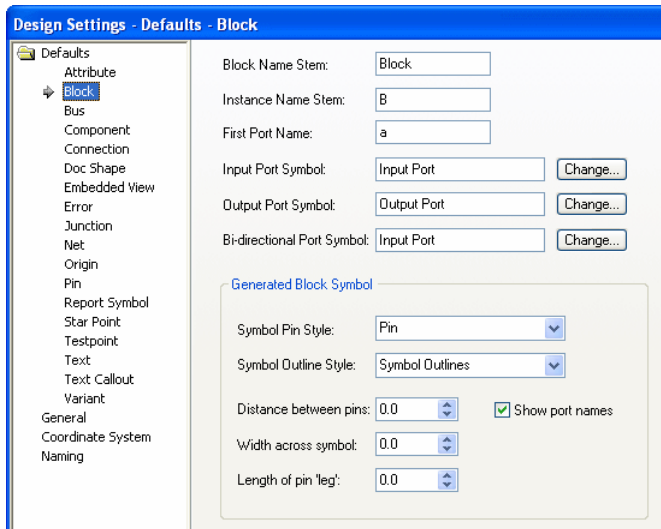 Design Settings - Defaults - Block
Defaults
Attribute
Block
Bus
Component
Connection
Doc Shape
Embedded View
Error
Junction
Net
Origin
Pin
Report Symbol
Star Point
Testpoint
Text
Text Callout
Variant
General
Coordinate System
Naming
Block Name Stem: Block
Instance Name Stem: B
First Port Name: a
Input Port Symbol: Input Port Change...
Output Port Symbol: Output Port Change...
Bi-directional Port Symbol: Input Port Change...
Generated Block Symbol
Symbol Pin Style: Pin
Symbol Outline Style: Symbol Outlines
Distance between pins: 0.0 Show port names
Width across symbol: 0.0
Length of pin 'leg': 0.0